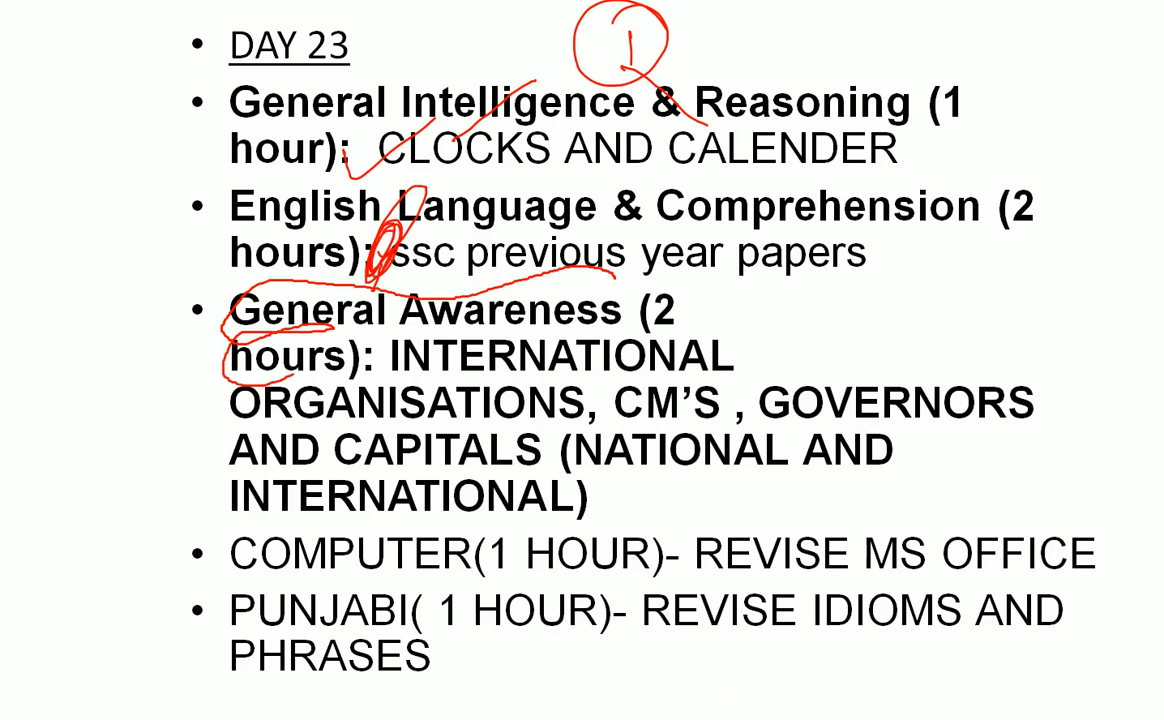 • DAY 23
1
• General Intelligence & Reasoning (1
hour): CLOCKS AND CALENDER
• English Language & Comprehension (2
hours): ssc previous year papers
• General Awareness (2
hours): INTERNATIONAL
ORGANISATIONS, CM’S , GOVERNORS
AND CAPITALS (NATIONAL AND
INTERNATIONAL)
• COMPUTER(1 HOUR)- REVISE MS OFFICE
• PUNJABI( 1 HOUR)- REVISE IDIOMS AND
PHRASES